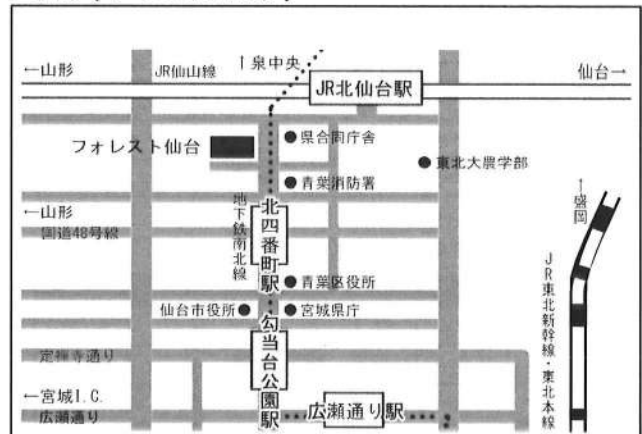 ←山形
JR仙山線
↑泉中央
仙台→
JR北仙台駅
フォレスト仙台
県合同庁舎
東北大農学部
青葉消防署
←山形
国道48号線
地下鉄南北線
北四番町駅
↑盛岡
JR東北新幹線・東北本線
青葉区役所
仙台市役所
宮城県庁
勾当台公園駅
定禅寺通り
←宮城I.C.
広瀬通り
広瀬通り駅